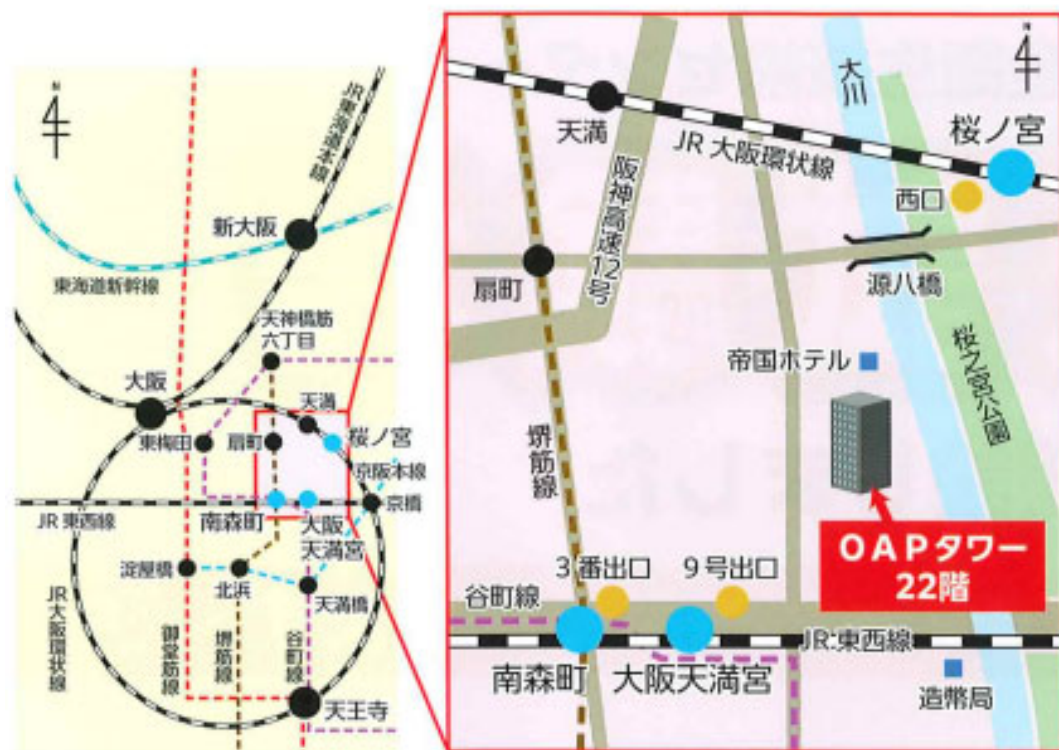 N
JR東海道本線
新大阪
東海道新幹線
天神橋筋
六丁目
大阪
天満
東梅田
扇町
桜ノ宮
京阪本線
京橋
JR東西線
南森町
大阪
天満宮
淀屋橋
北浜
天満橋
JR大阪環状線
御堂筋線
堺筋線
谷町線
天王寺
N
大川
天満
JR 大阪環状線
桜ノ宮
西口
阪神高速12号
扇町
源八橋
帝国ホテル
桜之宮公園
堺筋線
OAPタワー
22階
3番出口
9号出口
谷町線
JR東西線
南森町
大阪天満宮
造幣局